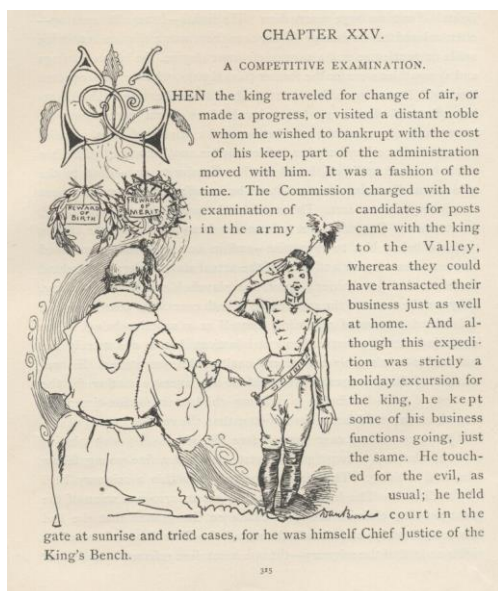 CHAPTER XXV.
A COMPETITIVE EXAMINATION.
WHEN the king traveled for change of air, or
made a progress, or visited a distant noble
whom he wished to bankrupt with the cost
of his keep, part of the administration
moved with him. It was a fashion of the
time. The Commission charged with the
examination of candidates for posts
in the army came with the king
to the Valley,
whereas they could
have transacted their
business just as well
at home. And al-
though this expedi-
tion was strictly a
holiday excursion for
the king, he kept
some of his business
functions going, just
the same. He touch-
ed for the evil, as
usual; he held
court in the
gate at sunrise and tried cases, for he was himself Chief Justice of the
King's Bench.
REWARD
OF
BIRTH
REWARD
OF
MERIT
Dan Beard
325